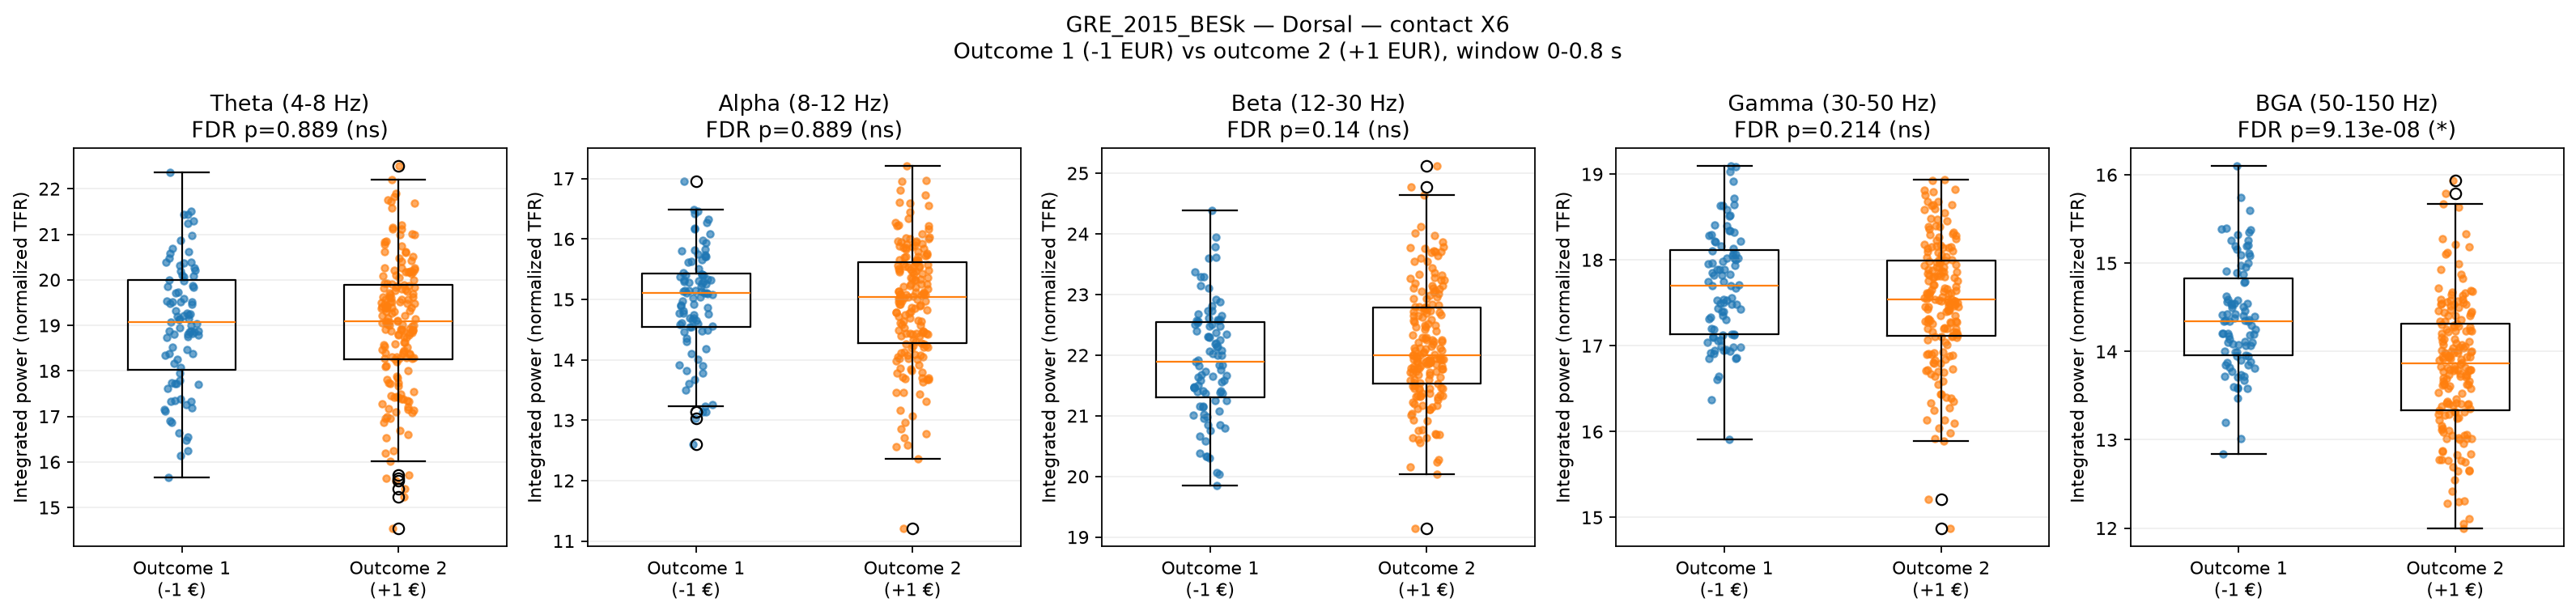 GRE_2015_BESk — Dorsal — contact X6
Outcome 1 (-1 EUR) vs outcome 2 (+1 EUR), window 0-0.8 s
Theta (4-8 Hz)
FDR p=0.889 (ns)
Integrated power (normalized TFR)
22
21
20
19
18
17
16
15
Outcome 1
(-1 €)
Outcome 2
(+1 €)
Alpha (8-12 Hz)
FDR p=0.889 (ns)
Integrated power (normalized TFR)
17
16
15
14
13
12
11
Outcome 1
(-1 €)
Outcome 2
(+1 €)
Beta (12-30 Hz)
FDR p=0.14 (ns)
Integrated power (normalized TFR)
25
24
23
22
21
20
19
Outcome 1
(-1 €)
Outcome 2
(+1 €)
Gamma (30-50 Hz)
FDR p=0.214 (ns)
Integrated power (normalized TFR)
19
18
17
16
15
Outcome 1
(-1 €)
Outcome 2
(+1 €)
BGA (50-150 Hz)
FDR p=9.13e-08 (*)
Integrated power (normalized TFR)
16
15
14
13
12
Outcome 1
(-1 €)
Outcome 2
(+1 €)